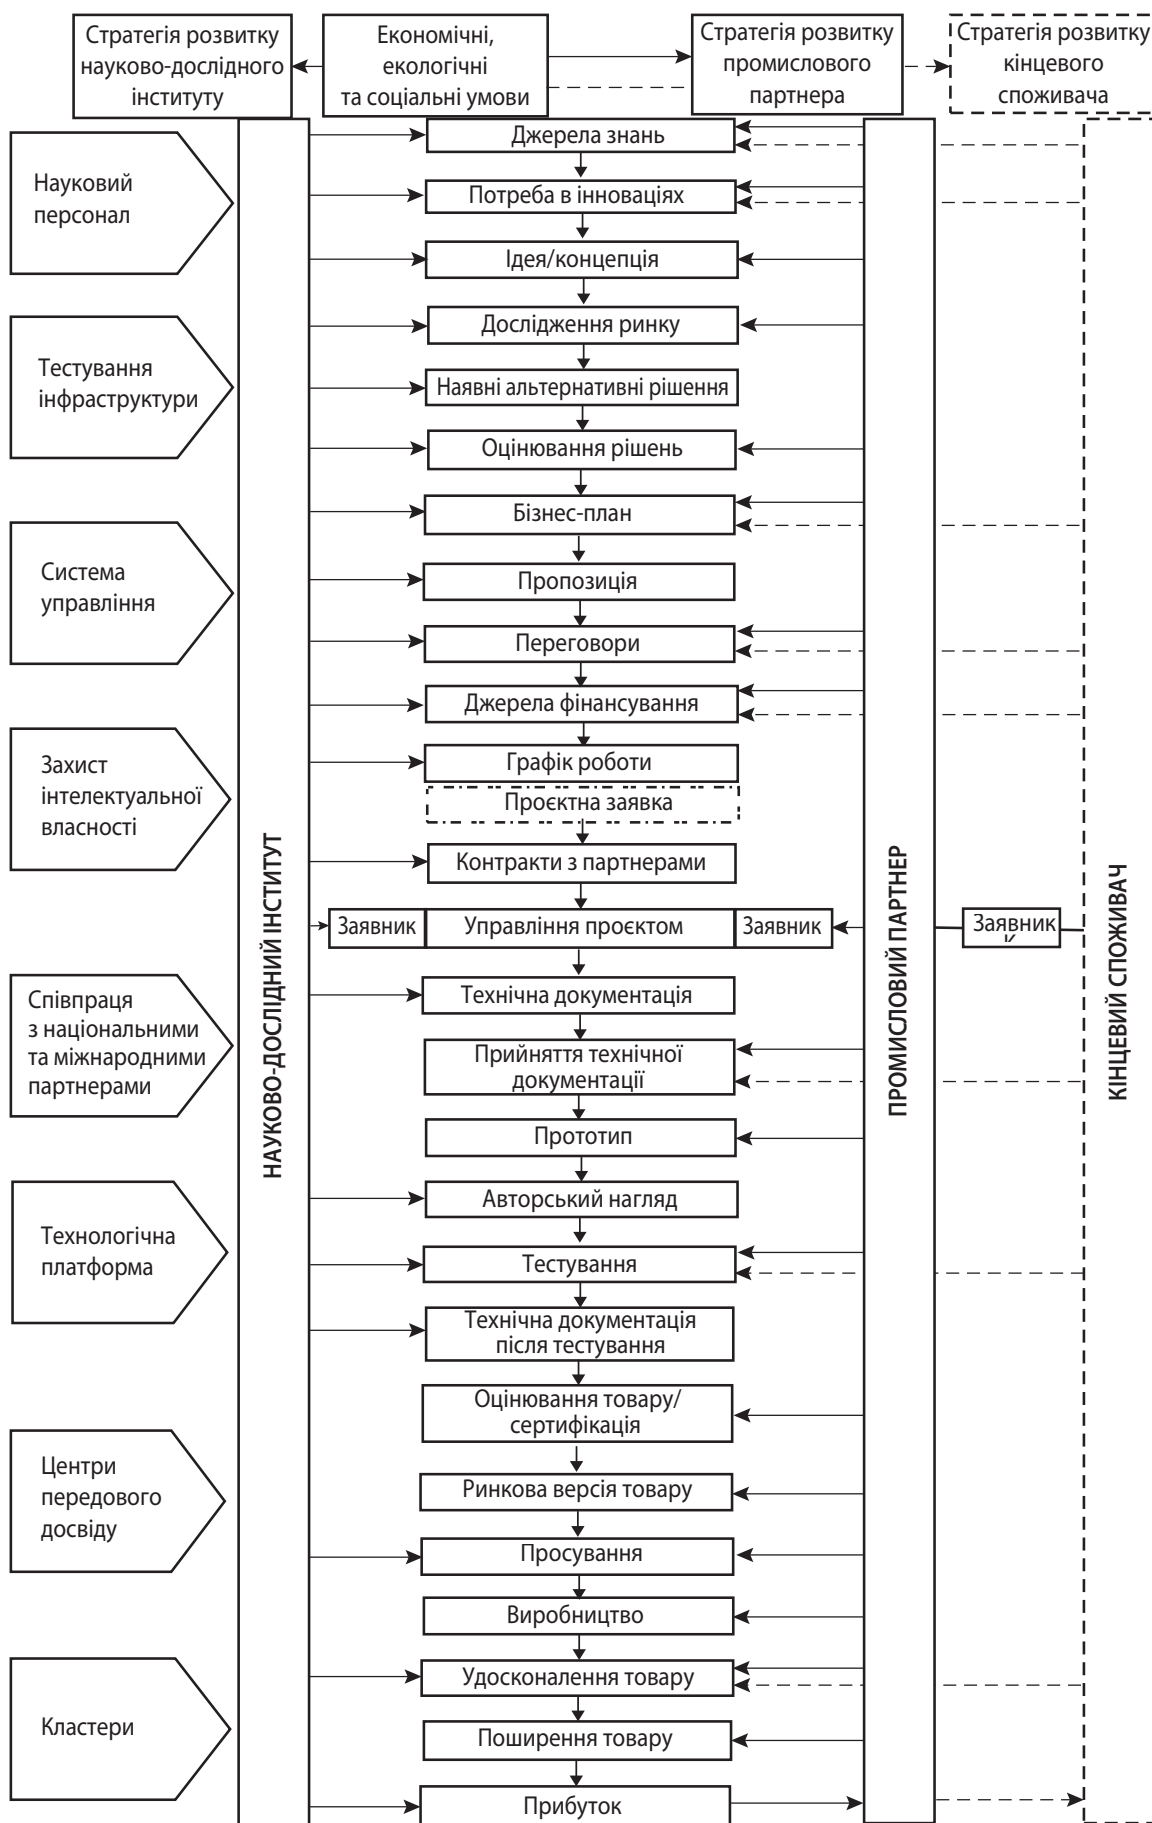 Стратегія розвитку
науково-дослідного
інституту
Економічні,
екологічні
та соціальні умови
Стратегія розвитку
промислового
партнера
Стратегія розвитку
кінцевого
споживача
Науковий
персонал
Тестування
інфраструктури
Система
управління
Захист
інтелектуальної
власності
Співпраця
з національними
та міжнародними
партнерами
Технологічна
платформа
Центри
передового
досвіду
Кластери
НАУКОВО-ДОСЛІДНИЙ ІНСТИТУТ
Джерела знань
Потреба в інноваціях
Ідея/концепція
Дослідження ринку
Наявні альтернативні рішення
Оцінювання рішень
Бізнес-план
Пропозиція
Переговори
Джерела фінансування
Графік роботи
Проєктна заявка
Контракти з партнерами
Заявник
Управління проєктом
Заявник
Заявник
Технічна документація
Прийняття технічної
документації
Прототип
Авторський нагляд
Тестування
Технічна документація
після тестування
Оцінювання товару/
сертифікація
Ринкова версія товару
Просування
Виробництво
Удосконалення товару
Поширення товару
Прибуток
ПРОМИСЛОВИЙ ПАРТНЕР
КІНЦЕВИЙ СПОЖИВАЧ